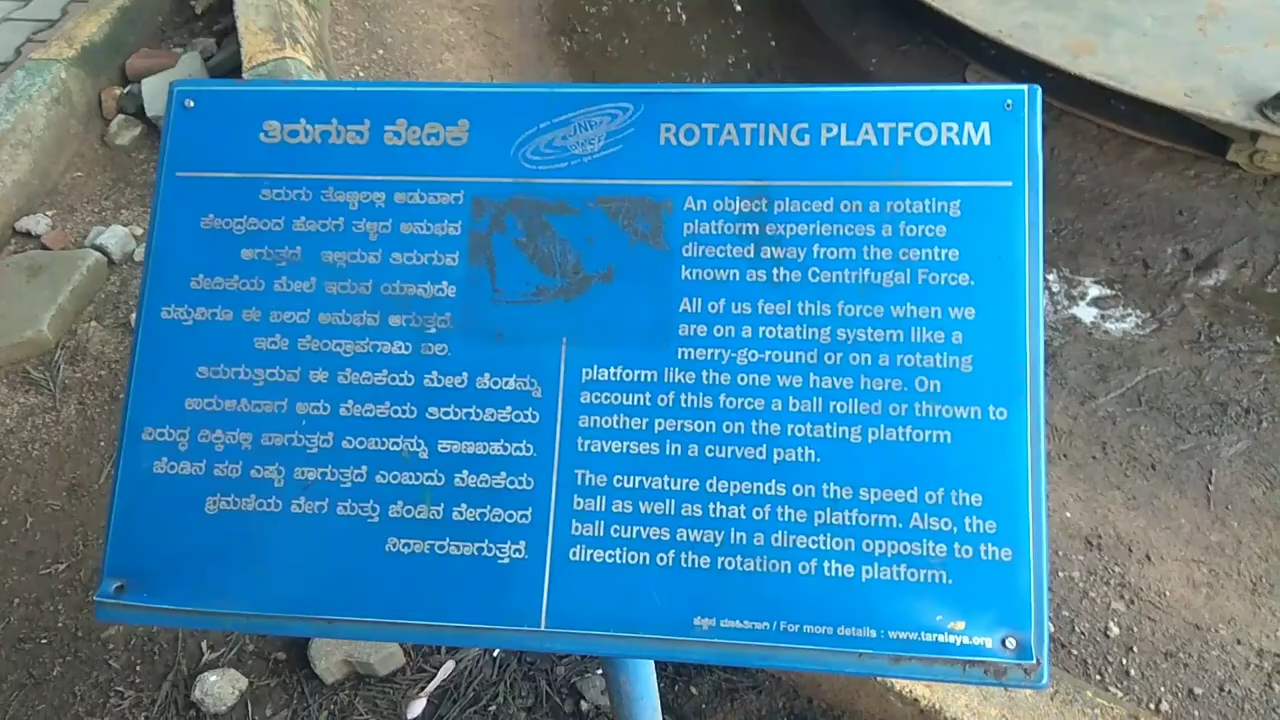 ತಿರುಗುವ ವೇದಿಕೆ
ತಿರುಗು ತೊಟ್ಟಿಲಲ್ಲಿ ಆಡುವಾಗ
ಕೇಂದ್ರದಿಂದ ಹೊರಗೆ ತಳ್ಳಿದ ಅನುಭವ
ಆಗುತ್ತದೆ. ಇಲ್ಲಿರುವ ತಿರುಗುವ
ವೇದಿಕೆಯ ಮೇಲೆ ಇರುವ ಯಾವುದೇ
ವಸ್ತುವಿಗೂ ಈ ಬಲದ ಅನುಭವ ಆಗುತ್ತದೆ.
ಇದೇ ಕೇಂದ್ರಾಪಗಾಮಿ ಬಲ.
ತಿರುಗುತ್ತಿರುವ ಈ ವೇದಿಕೆಯ ಮೇಲೆ ಚೆಂಡನ್ನು
ಉರುಳಿಸಿದಾಗ ಅದು ವೇದಿಕೆಯ ತಿರುಗುವಿಕೆಯ
ವಿರುದ್ಧ ದಿಕ್ಕಿನಲ್ಲಿ ಬಾಗುತ್ತದೆ ಎಂಬುದನ್ನು ಕಾಣಬಹುದು.
ಚೆಂಡಿನ ಪಥ ಎಷ್ಟು ಬಾಗುತ್ತದೆ ಎಂಬುದು ವೇದಿಕೆಯ
ಭ್ರಮಣೆಯ ವೇಗ ಮತ್ತು ಚೆಂಡಿನ ವೇಗದಿಂದ
ನಿರ್ಧಾರವಾಗುತ್ತದೆ.
JNP
ROTATING PLATFORM
An object placed on a rotating
platform experiences a force
directed away from the centre
known as the Centrifugal Force.
All of us feel this force when we
are on a rotating system like a
merry-go-round or on a rotating
platform like the one we have here. On
account of this force a ball rolled or thrown to
another person on the rotating platform
traverses in a curved path.
The curvature depends on the speed of the
ball as well as that of the platform. Also, the
ball curves away in a direction opposite to the
direction of the rotation of the platform.
ಹೆಚ್ಚಿನ ಮಾಹಿತಿಗಾಗಿ / For more details : www.taralaya.org